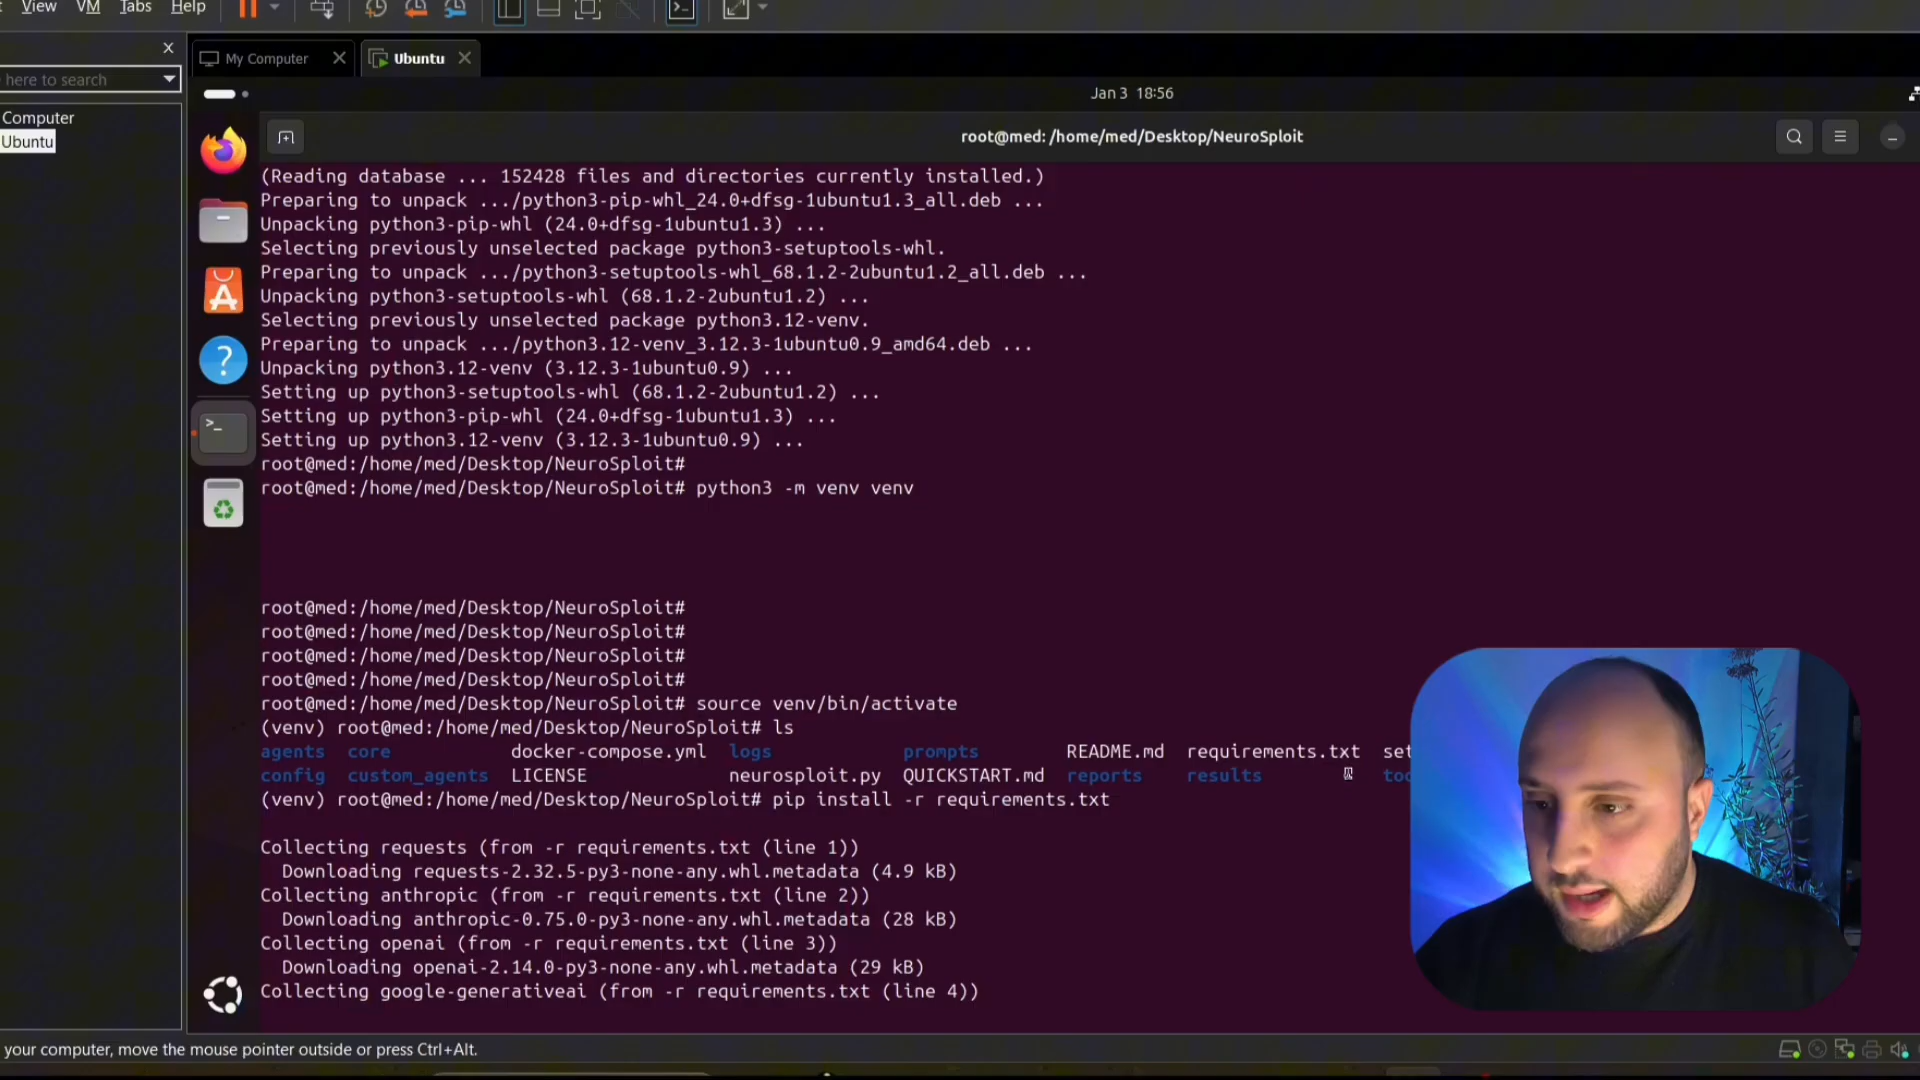 View VM Tabs Help
here to search
My Computer
Ubuntu
Computer
Ubuntu
Jan 3 18:56
root@med: /home/med/Desktop/NeuroSploit
(Reading database ... 152428 files and directories currently installed.)
Preparing to unpack .../python3-pip-whl_24.0+dfsg-1ubuntu1.3_all.deb ...
Unpacking python3-pip-whl (24.0+dfsg-1ubuntu1.3) ...
Selecting previously unselected package python3-setuptools-whl.
Preparing to unpack .../python3-setuptools-whl_68.1.2-2ubuntu1.2_all.deb ...
Unpacking python3-setuptools-whl (68.1.2-2ubuntu1.2) ...
Selecting previously unselected package python3.12-venv.
Preparing to unpack .../python3.12-venv_3.12.3-1ubuntu0.9_amd64.deb ...
Unpacking python3.12-venv (3.12.3-1ubuntu0.9) ...
Setting up python3-setuptools-whl (68.1.2-2ubuntu1.2) ...
Setting up python3-pip-whl (24.0+dfsg-1ubuntu1.3) ...
Setting up python3.12-venv (3.12.3-1ubuntu0.9) ...
root@med:/home/med/Desktop/NeuroSploit#
root@med:/home/med/Desktop/NeuroSploit# python3 -m venv venv
root@med:/home/med/Desktop/NeuroSploit#
root@med:/home/med/Desktop/NeuroSploit#
root@med:/home/med/Desktop/NeuroSploit#
root@med:/home/med/Desktop/NeuroSploit#
root@med:/home/med/Desktop/NeuroSploit# source venv/bin/activate
(venv) root@med:/home/med/Desktop/NeuroSploit# ls
agents core docker-compose.yml logs prompts README.md requirements.txt set
config custom_agents LICENSE neurosploit.py QUICKSTART.md reports results too
(venv) root@med:/home/med/Desktop/NeuroSploit# pip install -r requirements.txt
Collecting requests (from -r requirements.txt (line 1))
Downloading requests-2.32.5-py3-none-any.whl.metadata (4.9 kB)
Collecting anthropic (from -r requirements.txt (line 2))
Downloading anthropic-0.75.0-py3-none-any.whl.metadata (28 kB)
Collecting openai (from -r requirements.txt (line 3))
Downloading openai-2.14.0-py3-none-any.whl.metadata (29 kB)
Collecting google-generativeai (from -r requirements.txt (line 4))
your computer, move the mouse pointer outside or press Ctrl+Alt.